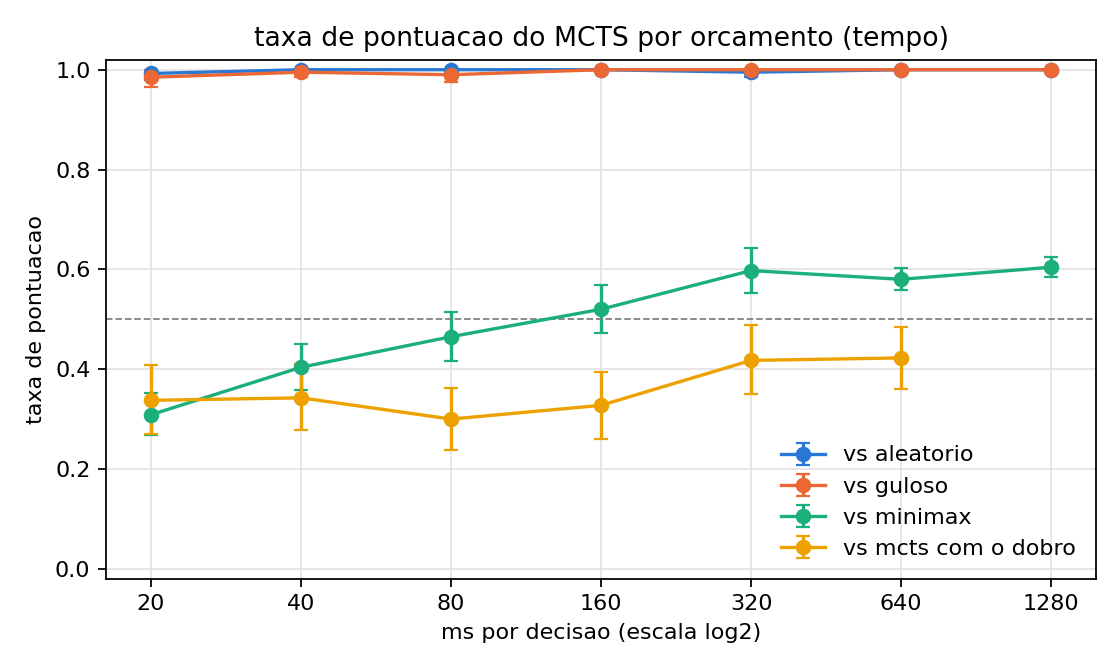 taxa de pontuacao do MCTS por orcamento (tempo)
taxa de pontuacao
1.0
0.8
0.6
0.4
0.2
0.0
vs aleatorio
vs guloso
vs minimax
vs mcts com o dobro
20 40 80 160 320 640 1280
ms por decisao (escala log2)